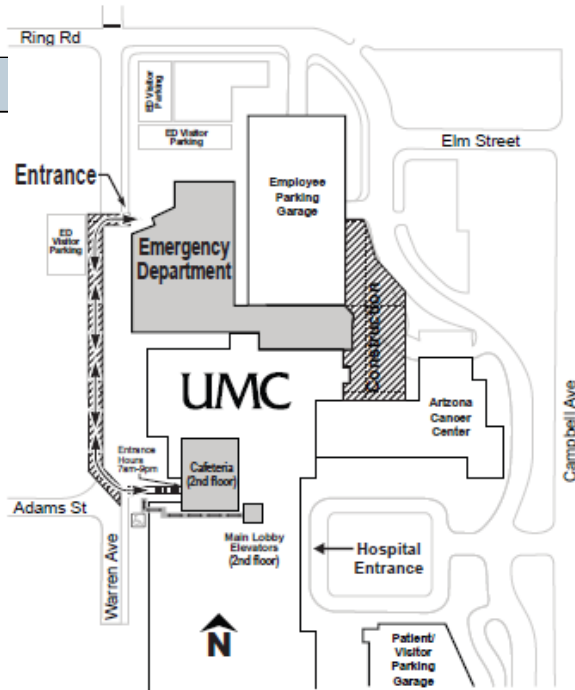 Ring Rd
ED Visitor
Parking
ED Visitor
Parking
Elm Street
Entrance
Employee
Parking
Garage
ED
Visitor
Parking
Emergency
Department
Construction
UMC
Arizona
Cancer
Center
Campbell Ave
Entrance
Hours
7am-9pm
Cafeteria
(2nd floor)
Adams St
Warren Ave
Main Lobby
Elevators
(2nd floor)
Hospital
Entrance
N
Patient/
Visitor
Parking
Garage